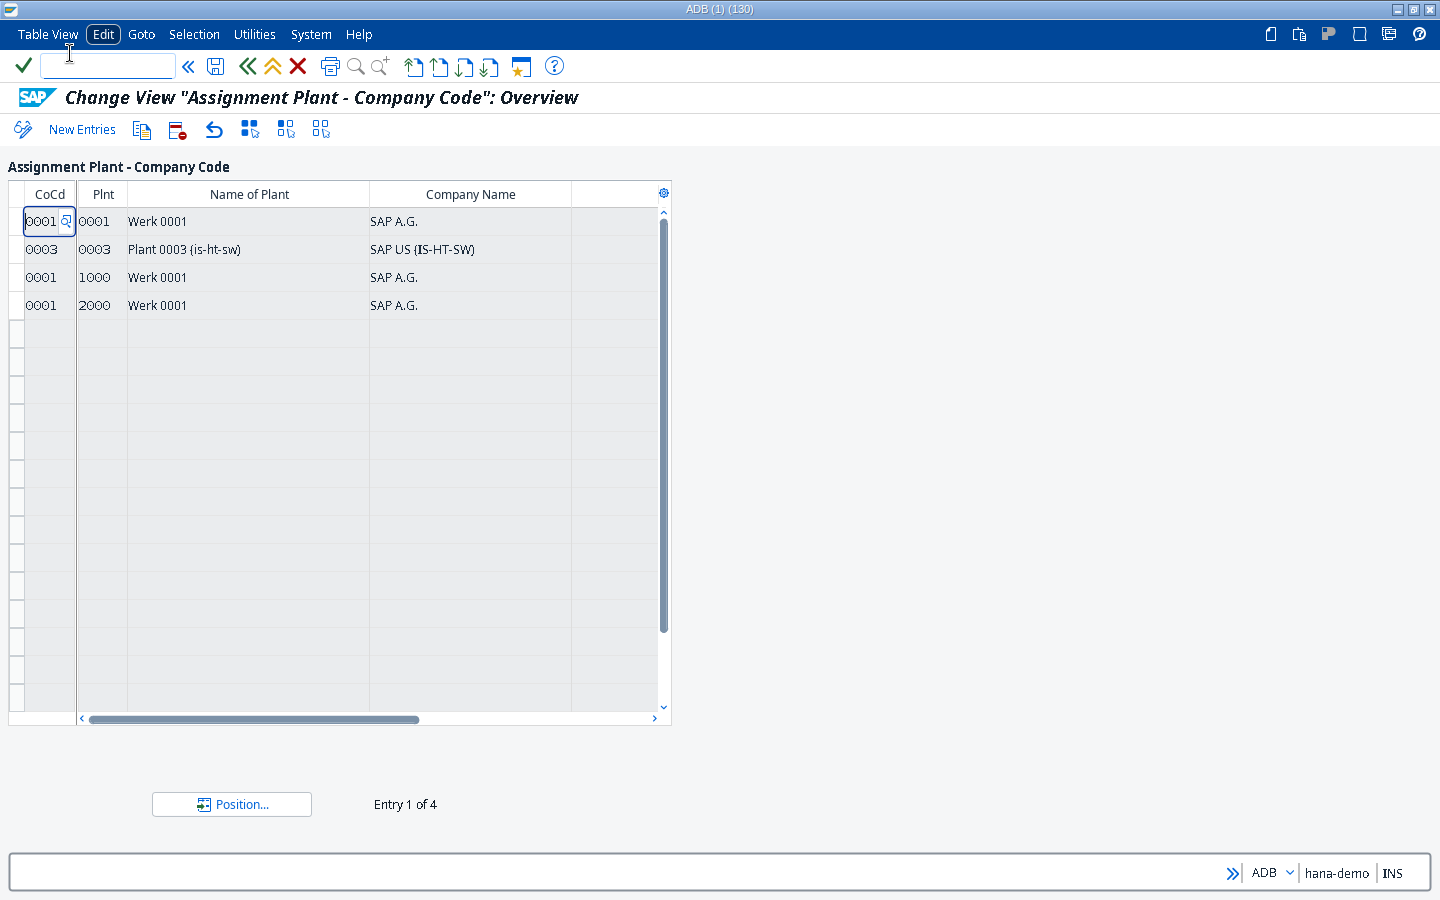 ADB (1) (130)
Table View Edit Goto Selection Utilities System Help
SAP Change View "Assignment Plant - Company Code": Overview
New Entries
Assignment Plant - Company Code
CoCd Plnt Name of Plant Company Name
0001 0001 Werk 0001 SAP A.G.
0003 0003 Plant 0003 (is-ht-sw) SAP US (IS-HT-SW)
0001 1000 Werk 0001 SAP A.G.
0001 2000 Werk 0001 SAP A.G.
Position... Entry 1 of 4
ADB hana-demo INS